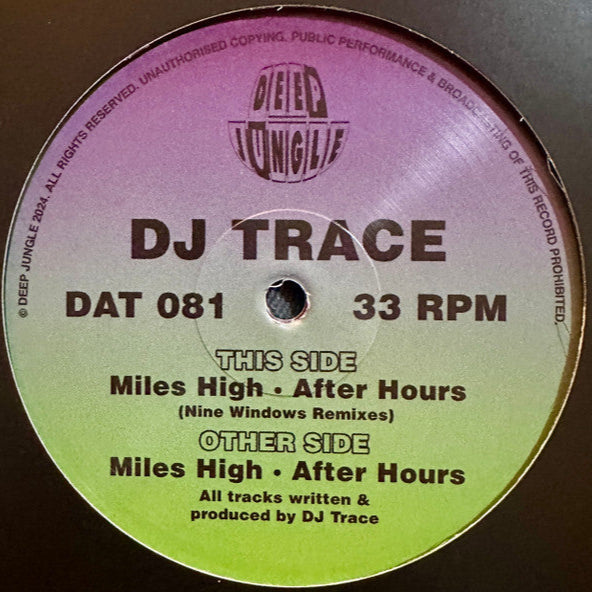 © DEEP JUNGLE 2024. ALL RIGHTS RESERVED. UNAUTHORISED COPYING. PUBLIC PERFORMANCE & BROADCASTING OF THIS RECORD PROHIBITED.
DEEP
JUNGLE
DJ TRACE
DAT 081 33 RPM
THIS SIDE
Miles High • After Hours
(Nine Windows Remixes)
OTHER SIDE
Miles High • After Hours
All tracks written &
produced by DJ Trace